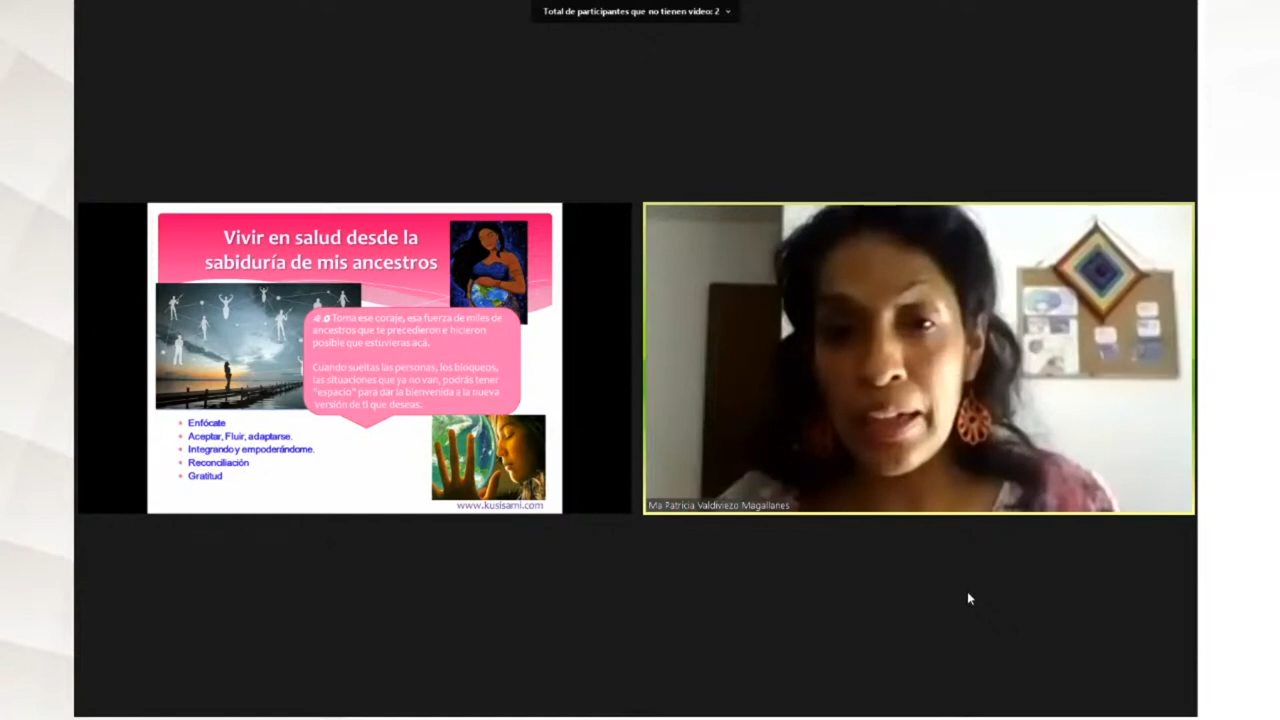 Total de participantes que no tienen video: 2
Vivir en salud desde la
sabiduría de mis ancestros
Toma ese coraje, esa fuerza de miles de
ancestros que te precedieron e hicieron
posible que estuvieras acá.
Cuando sueltas las personas, los bloqueos,
las situaciones que ya no van, podrás tener
"espacio" para dar la bienvenida a la nueva
versión de ti que deseas.
Enfócate
Aceptar, Fluir, adaptarse.
Integrando y empoderándome.
Reconciliación
Gratitud
www.kusisami.com
Ma Patricia Valdiviezo Magallanes